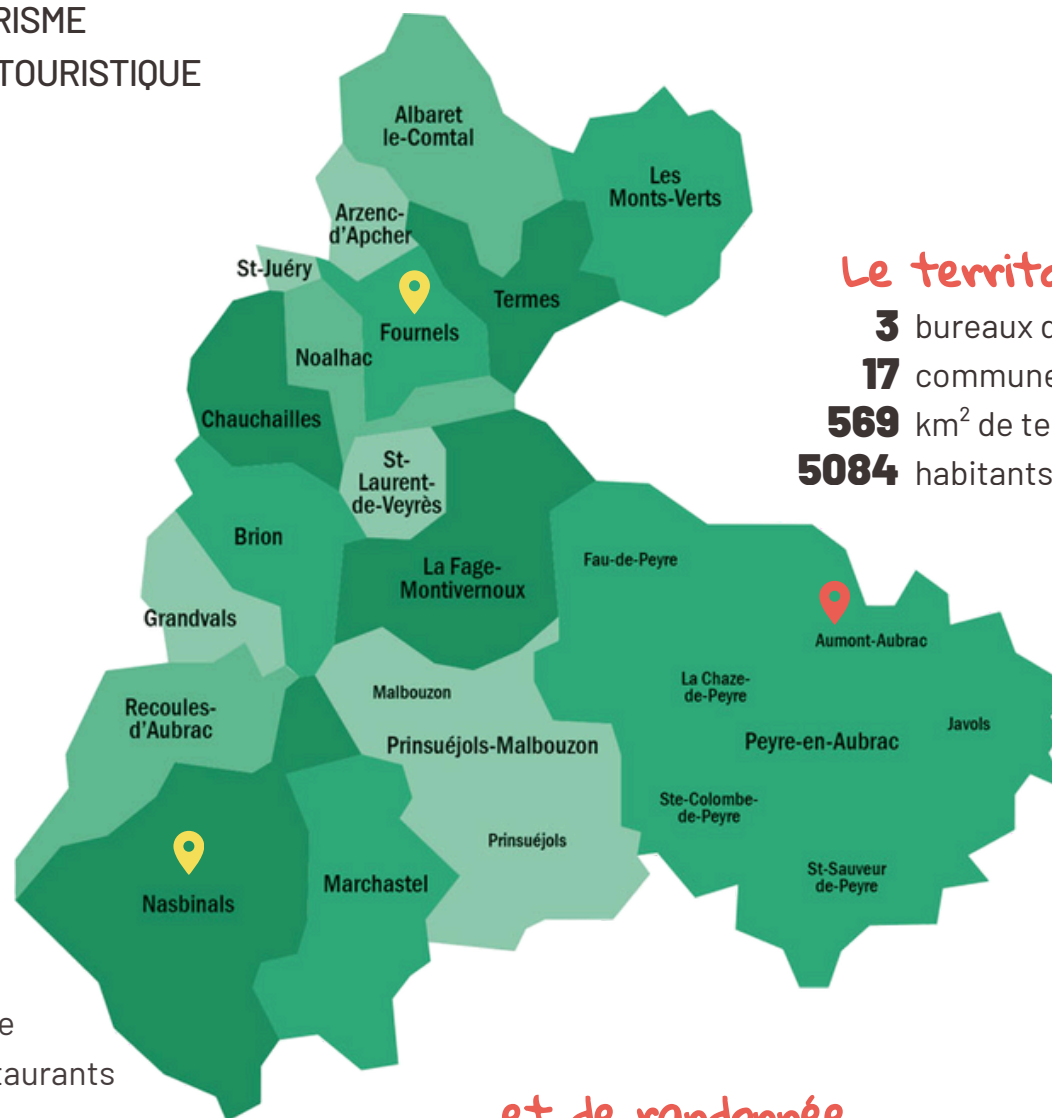 RISME
TOURISTIQUE
Albaret
le-Comtal
Les
Monts-Verts
Arzenc-
d'Apcher
St-Juéry
Termes
Fournels
Noalhac
Chauchailles
St-
Laurent-
de-Veyrès
Brion
La Fage-
Montivernoux
Grandvals
Recoules-
d'Aubrac
Malbouzon
Prinsuéjols-Malbouzon
Prinsuéjols
Nasbinals
Marchastel
Fau-de-Peyre
Aumont-Aubrac
La Chaze-
de-Peyre
Javols
Peyre-en-Aubrac
Ste-Colombe-
de-Peyre
St-Sauveur
de-Peyre
Le territo
3 bureaux
17 commune
569 km² de te
5084 habitants
e
taurants
et de randonnée